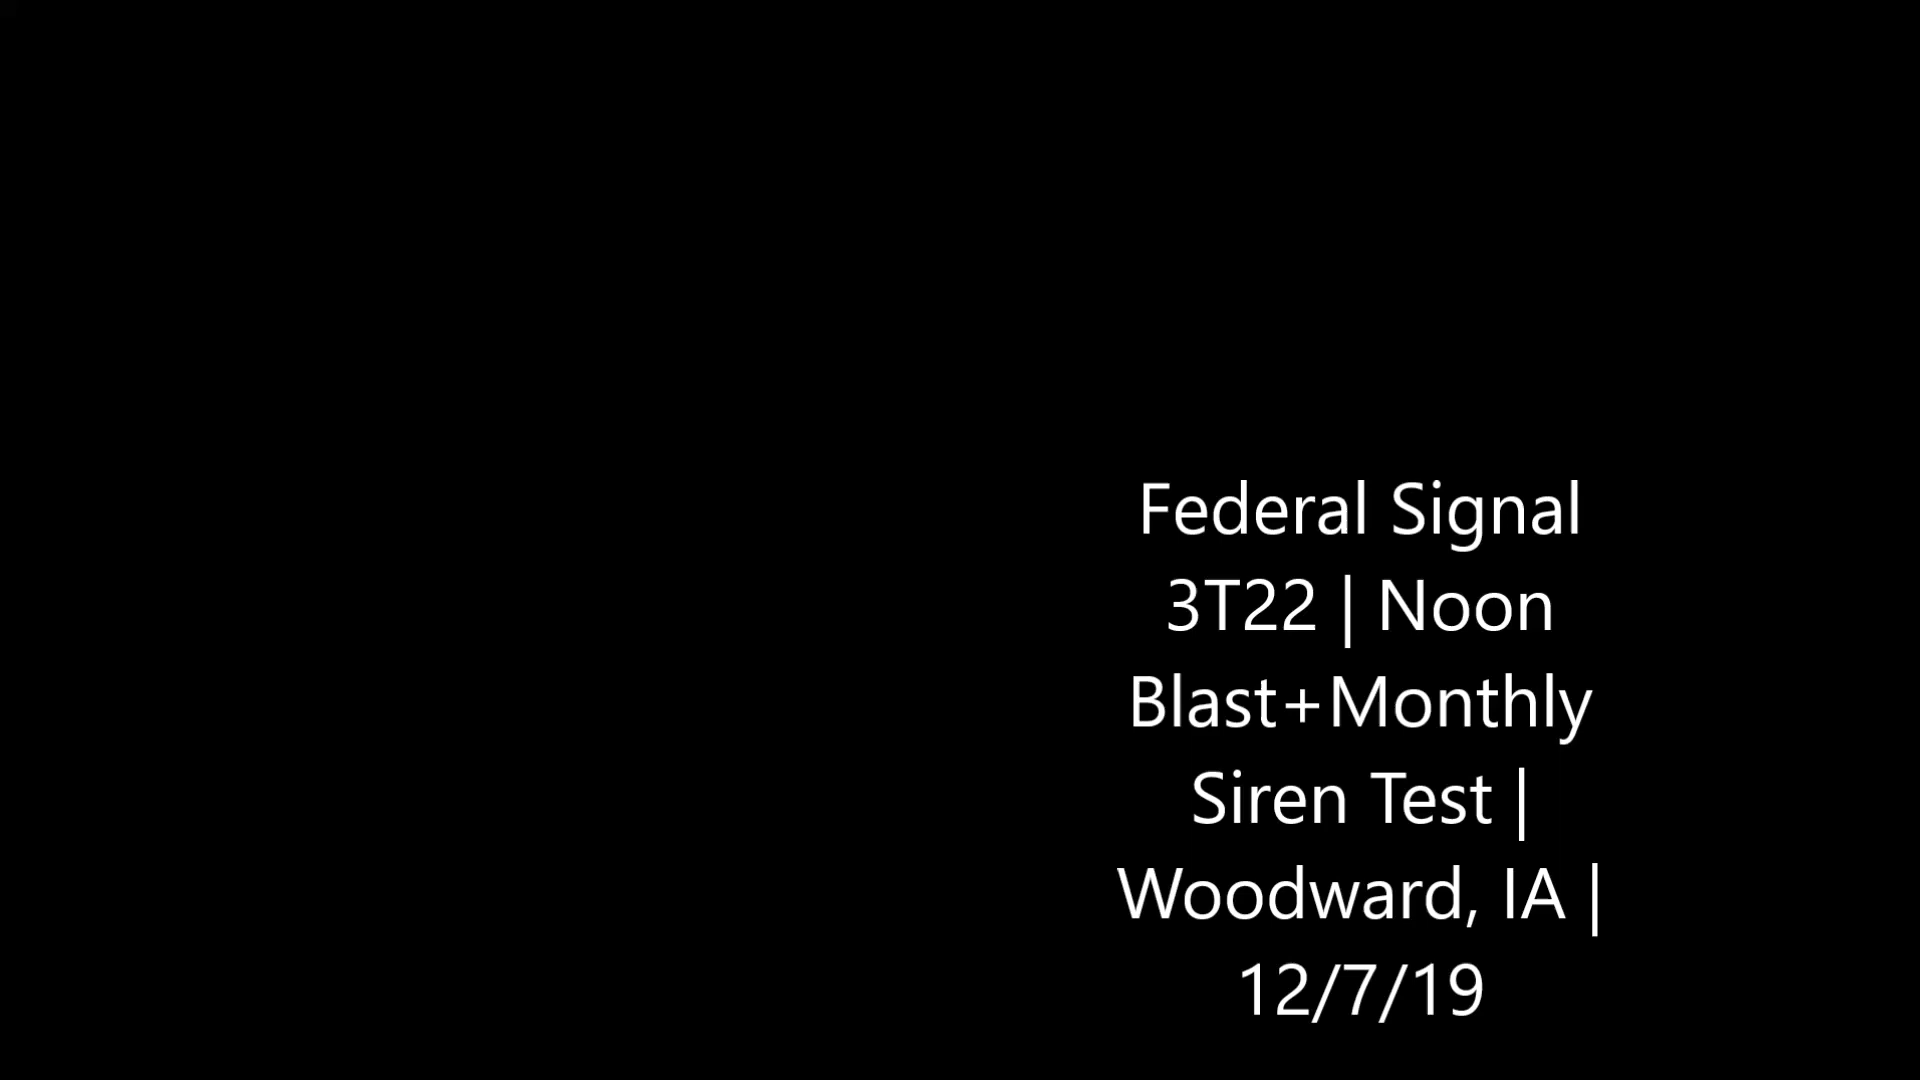 Federal Signal
3T22 | Noon
Blast+Monthly
Siren Test |
Woodward, IA |
12/7/19